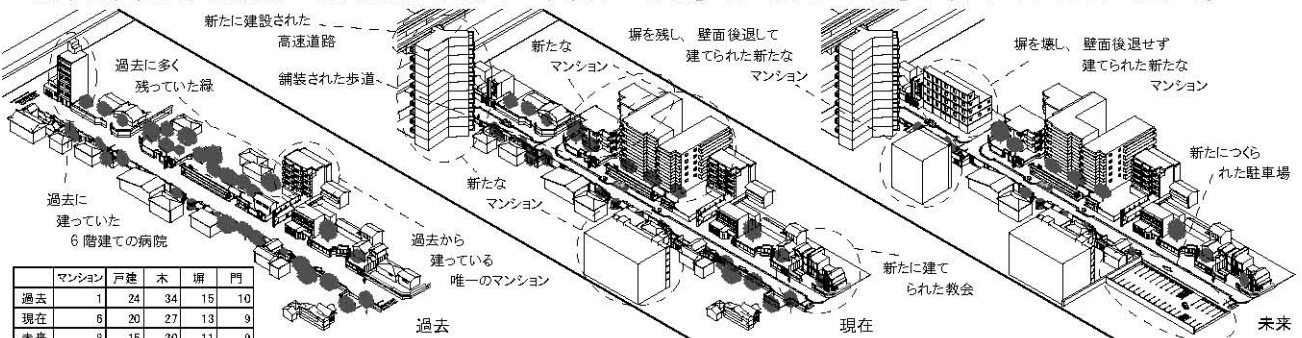 新たに建設された
高速道路
舗装された歩道
過去に多く
残っていた緑
過去に
建っていた
6階建ての病院
過去から
建っている
唯一のマンション
過去
新たな
マンション
塀を残し、壁面後退して
建てられた新たな
マンション
新たな
マンション
新たに建て
られた教会
現在
塀を壊し、壁面後退せず
建てられた新たな
マンション
新たにつくら
れた駐車場
未来
マンション 戸建 木 塀 門
過去 1 24 34 15 10
現在 6 20 27 13 9